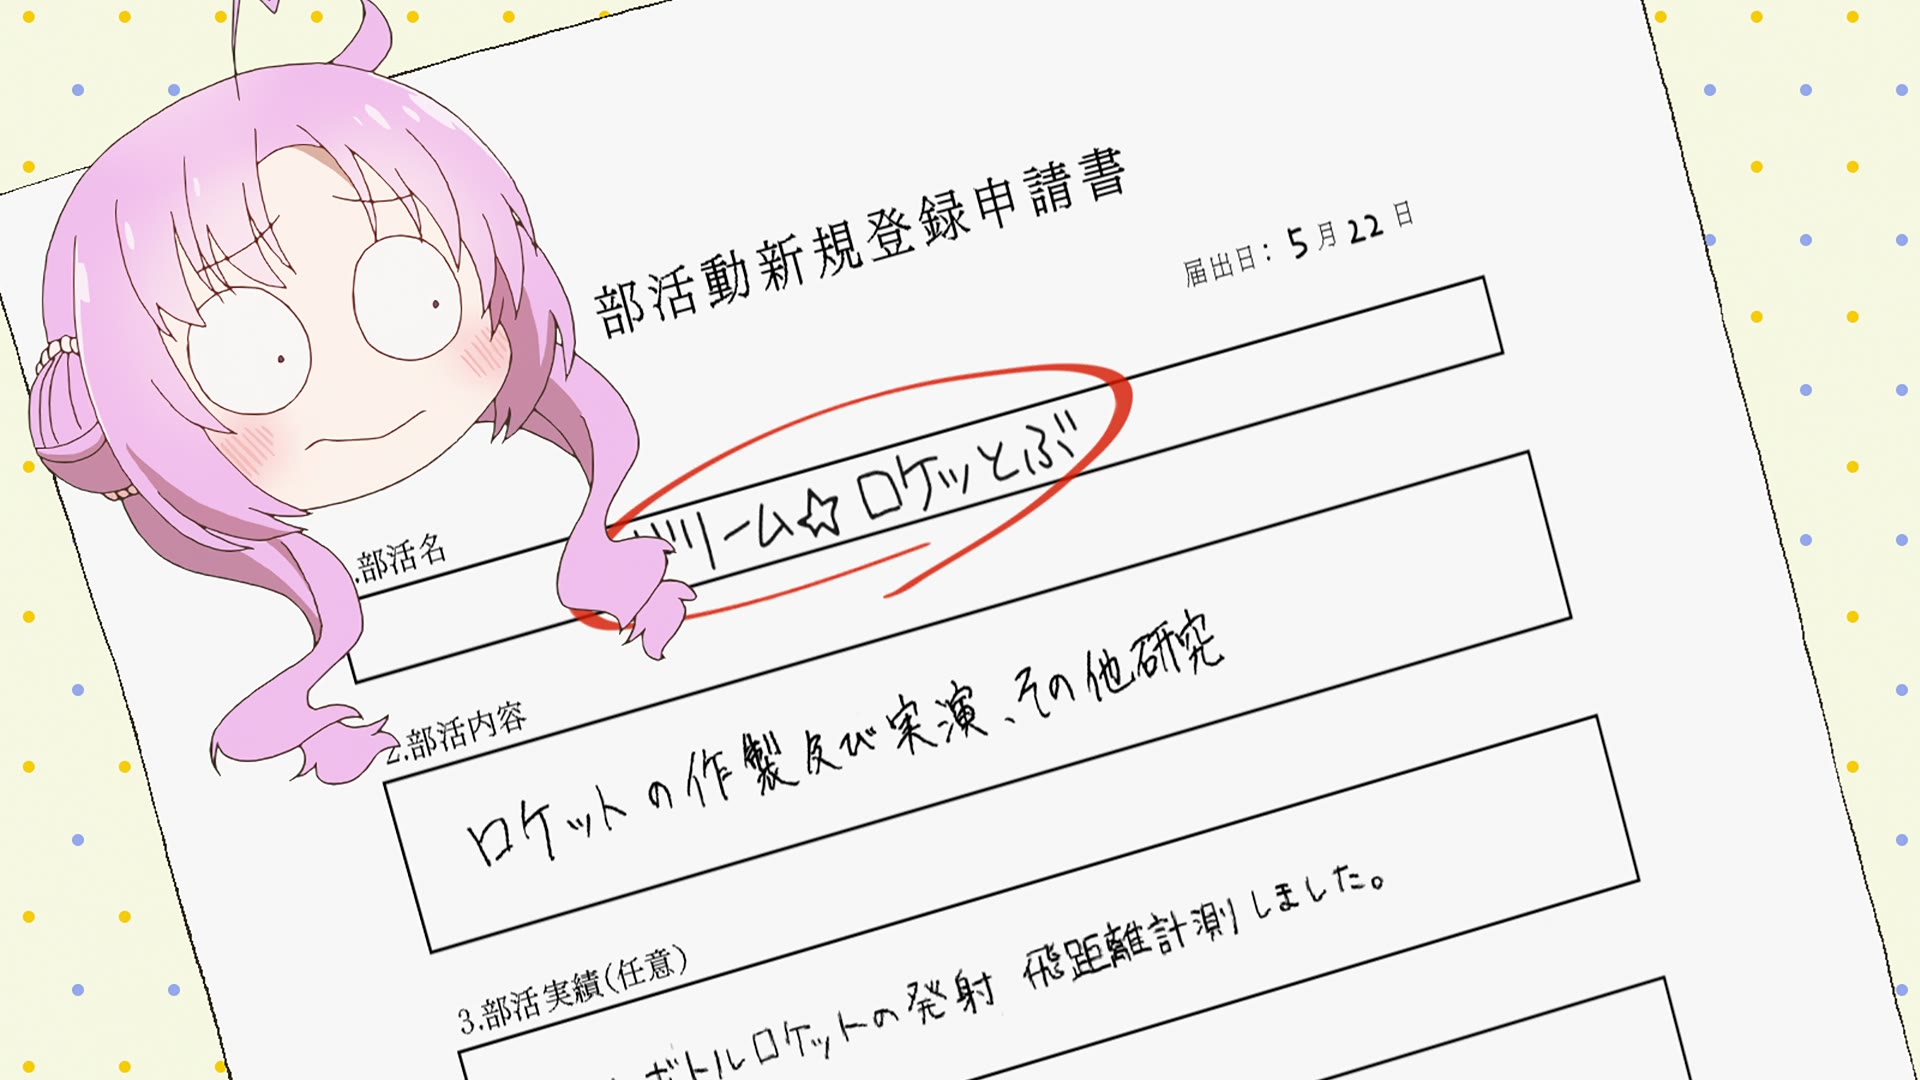 部活動新規登録申請書
届出日：5月22日
.部活名
ドリーム☆ロケッとぶ
2.部活内容
ロケットの作製及び実演、その他研究
3.部活実績(任意)
ボトルロケットの発射 飛距離計測しました。